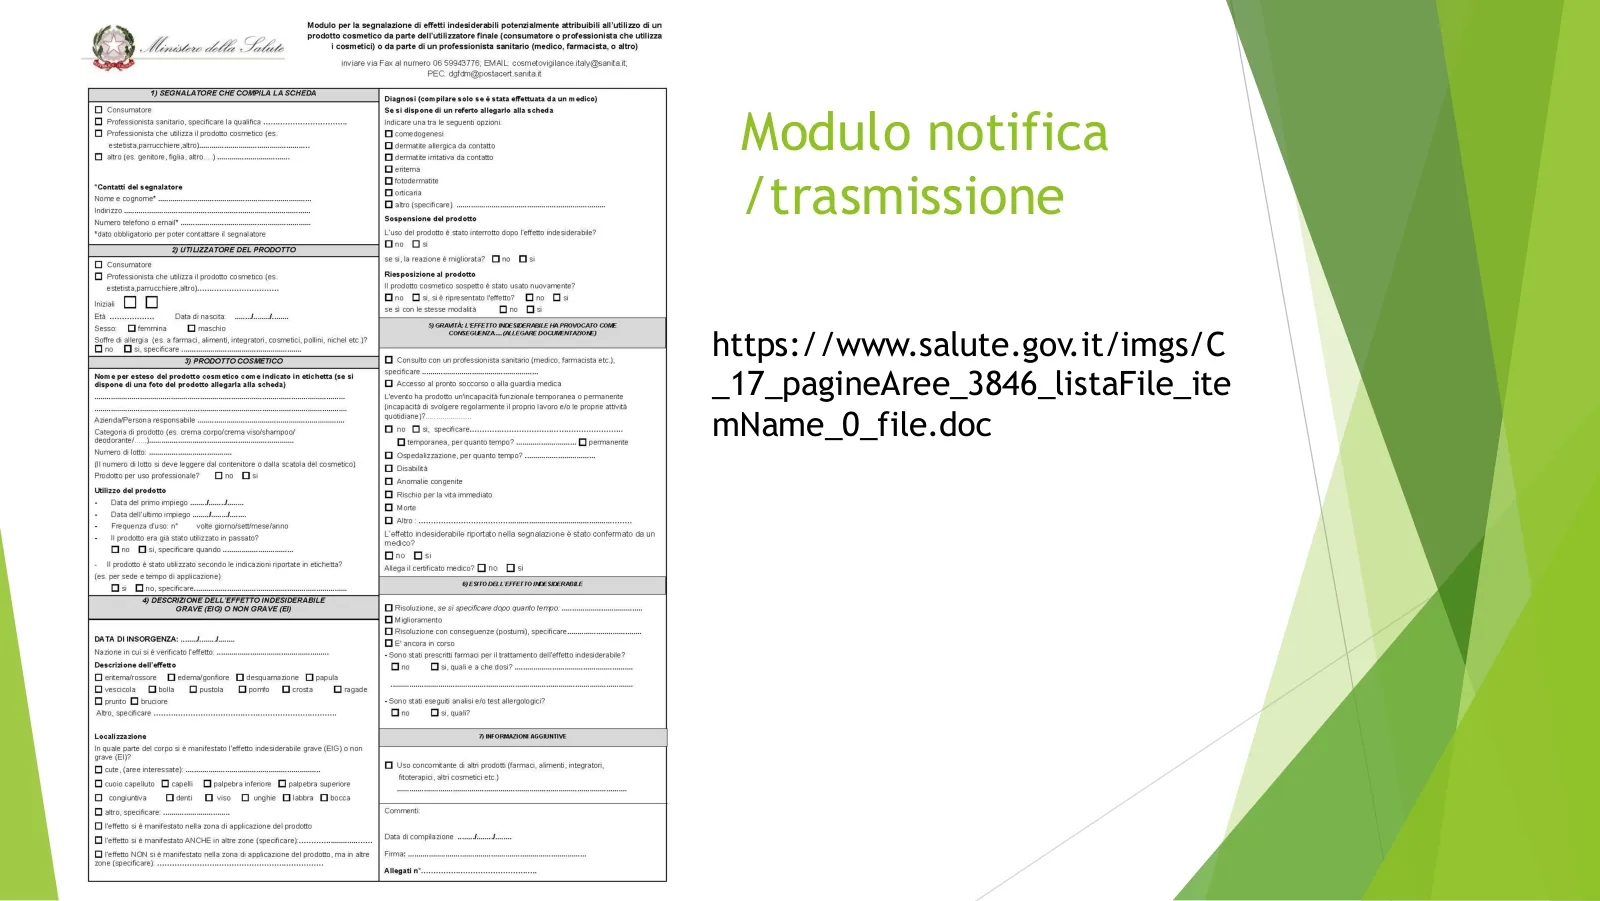 Ministero della Salute
Modulo per la segnalazione di effetti indesiderabili potenzialmente attribuibili all'utilizzo di un
prodotto cosmetico da parte dell'utilizzatore finale (consumatore o professionista che utilizza
i cosmetici) o da parte di un professionista sanitario (medico, farmacista, o altro)
inviare via Fax al numero 06 59943776; EMAIL: cosmetovigilance.italy@sanita.it;
PEC: dgfdm@postacert.sanita.it
1) SEGNALATORE CHE COMPILA LA SCHEDA
Consumatore
Professionista sanitario, specificare la qualifica ................................
Professionista che utilizza il prodotto cosmetico (es.
estetista,parrucchiere,altro)..........................................
altro (es. genitore, figlia, altro....) ...............................
*Contatti del segnalatore
Nome e cognome* ..........................................................
Indirizzo ......................................................................
Numero telefono o email* .................................................
*dato obbligatorio per poter contattare il segnalatore
2) UTILIZZATORE DEL PRODOTTO
Consumatore
Professionista che utilizza il prodotto cosmetico (es.
estetista,parrucchiere,altro)...............................
Iniziali
Età ................. Data di nascita: ......./......./.......
Sesso: femmina maschio
Soffre di allergia (es. a farmaci, alimenti, integratori, cosmetici, pollini, nichel etc.)?
no si, specificare ..............................................
3) PRODOTTO COSMETICO
Nome per esteso del prodotto cosmetico come indicato in etichetta (se si
dispone di una foto del prodotto allegarla alla scheda)
................................................................................................
................................................................................................
Azienda/Persona responsabile ........................................................
Categoria di prodotto (es. crema corpo/crema viso/shampoo/
deodorante/......)......................................................
Numero di lotto: ................................
(Il numero di lotto si deve leggere dal contenitore o dalla scatola del cosmetico)
Prodotto per uso professionale? no si
Utilizzo del prodotto
- Data del primo impiego ......./......./.......
- Data dell'ultimo impiego ......./......./.......
- Frequenza d'uso: n° volte giorno/sett/mese/anno
- Il prodotto era già stato utilizzato in passato?
no si, specificare quando ...........................
- Il prodotto è stato utilizzato secondo le indicazioni riportate in etichetta?
(es. per sede e tempo di applicazione)
si no, specificare..........................................................
4) DESCRIZIONE DELL'EFFETTO INDESIDERABILE
GRAVE (EIG) O NON GRAVE (EI)
DATA DI INSORGENZA: ......./......./.......
Nazione in cui si è verificato l'effetto: ...........................................
Descrizione dell'effetto
eritema/rossore edema/gonfiore desquamazione papula
vescicola bolla pustola pomfo crosta ragade
prurito bruciore
Altro, specificare ......................................................................
Localizzazione
In quale parte del corpo si è manifestato l'effetto indesiderabile grave (EIG) o non
grave (EI)?
cute, (aree interessate): ....................................................
cuoio capelluto capelli palpebra inferiore palpebra superiore
congiuntiva denti viso unghie labbra bocca
altro, specificare: ..........................
l'effetto si è manifestato nella zona di applicazione del prodotto
l'effetto si è manifestato ANCHE in altre zone (specificare):............................
l'effetto NON si è manifestato nella zona di applicazione del prodotto, ma in altre
zone (specificare): ................................................................
Diagnosi (compilare solo se è stata effettuata da un medico)
Se si dispone di un referto allegarlo alla scheda
Indicare una tra le seguenti opzioni:
comedogenesi
dermatite allergica da contatto
dermatite irritativa da contatto
eritema
fotodermatite
orticaria
altro (specificare) .........................................................
Sospensione del prodotto
L'uso del prodotto è stato interrotto dopo l'effetto indesiderabile?
no si
se si, la reazione è migliorata? no si
Riesposizione al prodotto
Il prodotto cosmetico sospetto è stato usato nuovamente?
no si, si è ripresentato l'effetto? no si
se si con le stesse modalità no si
5) GRAVITÀ: L'EFFETTO INDESIDERABILE HA PROVOCATO COME
CONSEGUENZA.....(ALLEGARE DOCUMENTAZIONE)
Consulto con un professionista sanitario (medico, farmacista etc.),
specificare .............................................
Accesso al pronto soccorso o alla guardia medica
L'evento ha prodotto un'incapacità funzionale temporanea o permanente
(incapacità di svolgere regolarmente il proprio lavoro e/o le proprie attività
quotidiane)?....................
no si, specifica..........................................................
temporanea, per quanto tempo? ....................... permanente
Ospedalizzazione, per quanto tempo? ...........................
Disabilità
Anomalie congenite
Rischio per la vita immediato
Morte
Altro : ..................................................................................
L'effetto indesiderabile riportato nella segnalazione è stato confermato da un
medico?
no si
Allega il certificato medico? no si
6) ESITO DELL'EFFETTO INDESIDERABILE
Risoluzione, se si specificare dopo quanto tempo: ...............................
Miglioramento
Risoluzione con conseguenze (postumi), specificare............................
E' ancora in corso
- Sono stati prescritti farmaci per il trattamento dell'effetto indesiderabile?
no si, quali e a che dosi? .............................................
............................................................................................
- Sono stati eseguiti analisi e/o test allergologici?
no si, quali?
7) INFORMAZIONI AGGIUNTIVE
Uso concomitante di altri prodotti (farmaci, alimenti, integratori,
fitoterapici, altri cosmetici etc.)
........................................................................................
Commenti:
Data di compilazione ......./......./.......
Firma: ....................................................................
Allegati n°............................................
Modulo notifica
/trasmissione
https://www.salute.gov.it/imgs/C
_17_pagineAree_3846_listaFile_ite
mName_0_file.doc